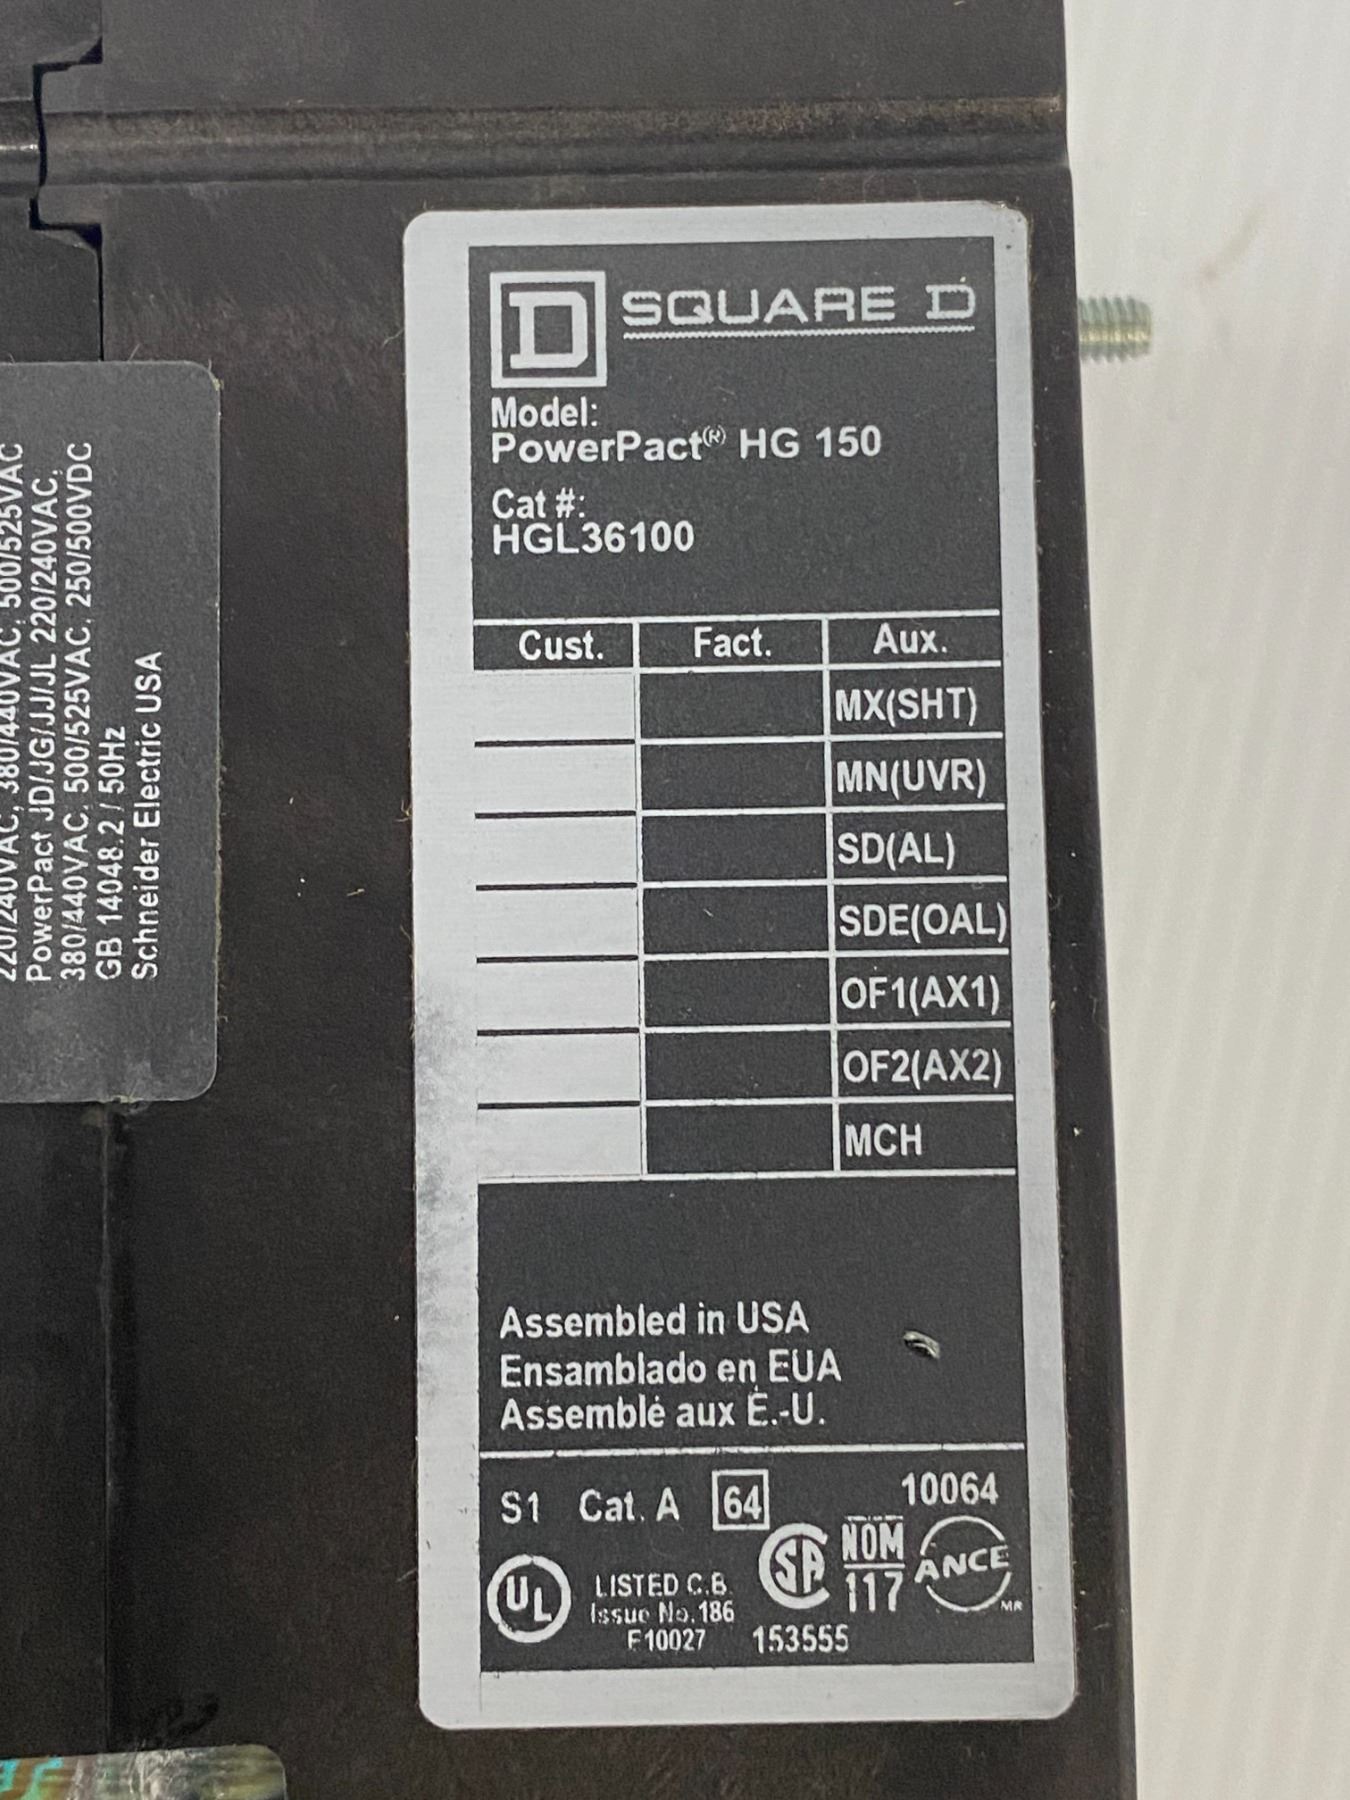 220/240VAC, 380/440VAC, 500/525VAC
PowerPact JD/JG/JJ/JL 220/240VAC,
380/440VAC. 500/525VAC, 250/500VDC
GB 14048.2 / 50Hz
Schneider Electric USA
D SQUARE D
Model:
PowerPact(R) HG 150
Cat #:
HGL36100
Cust. Fact. Aux.
MX(SHT)
MN(UVR)
SD(AL)
SDE(OAL)
OF1(AX1)
OF2(AX2)
MCH
Assembled in USA
Ensamblado en EUA
Assemblé aux É.-U.
S1 Cat. A 64 10064
UL LISTED C.B. SA NOM ANCE
Issue No. 186 117 MR
E10027 153555